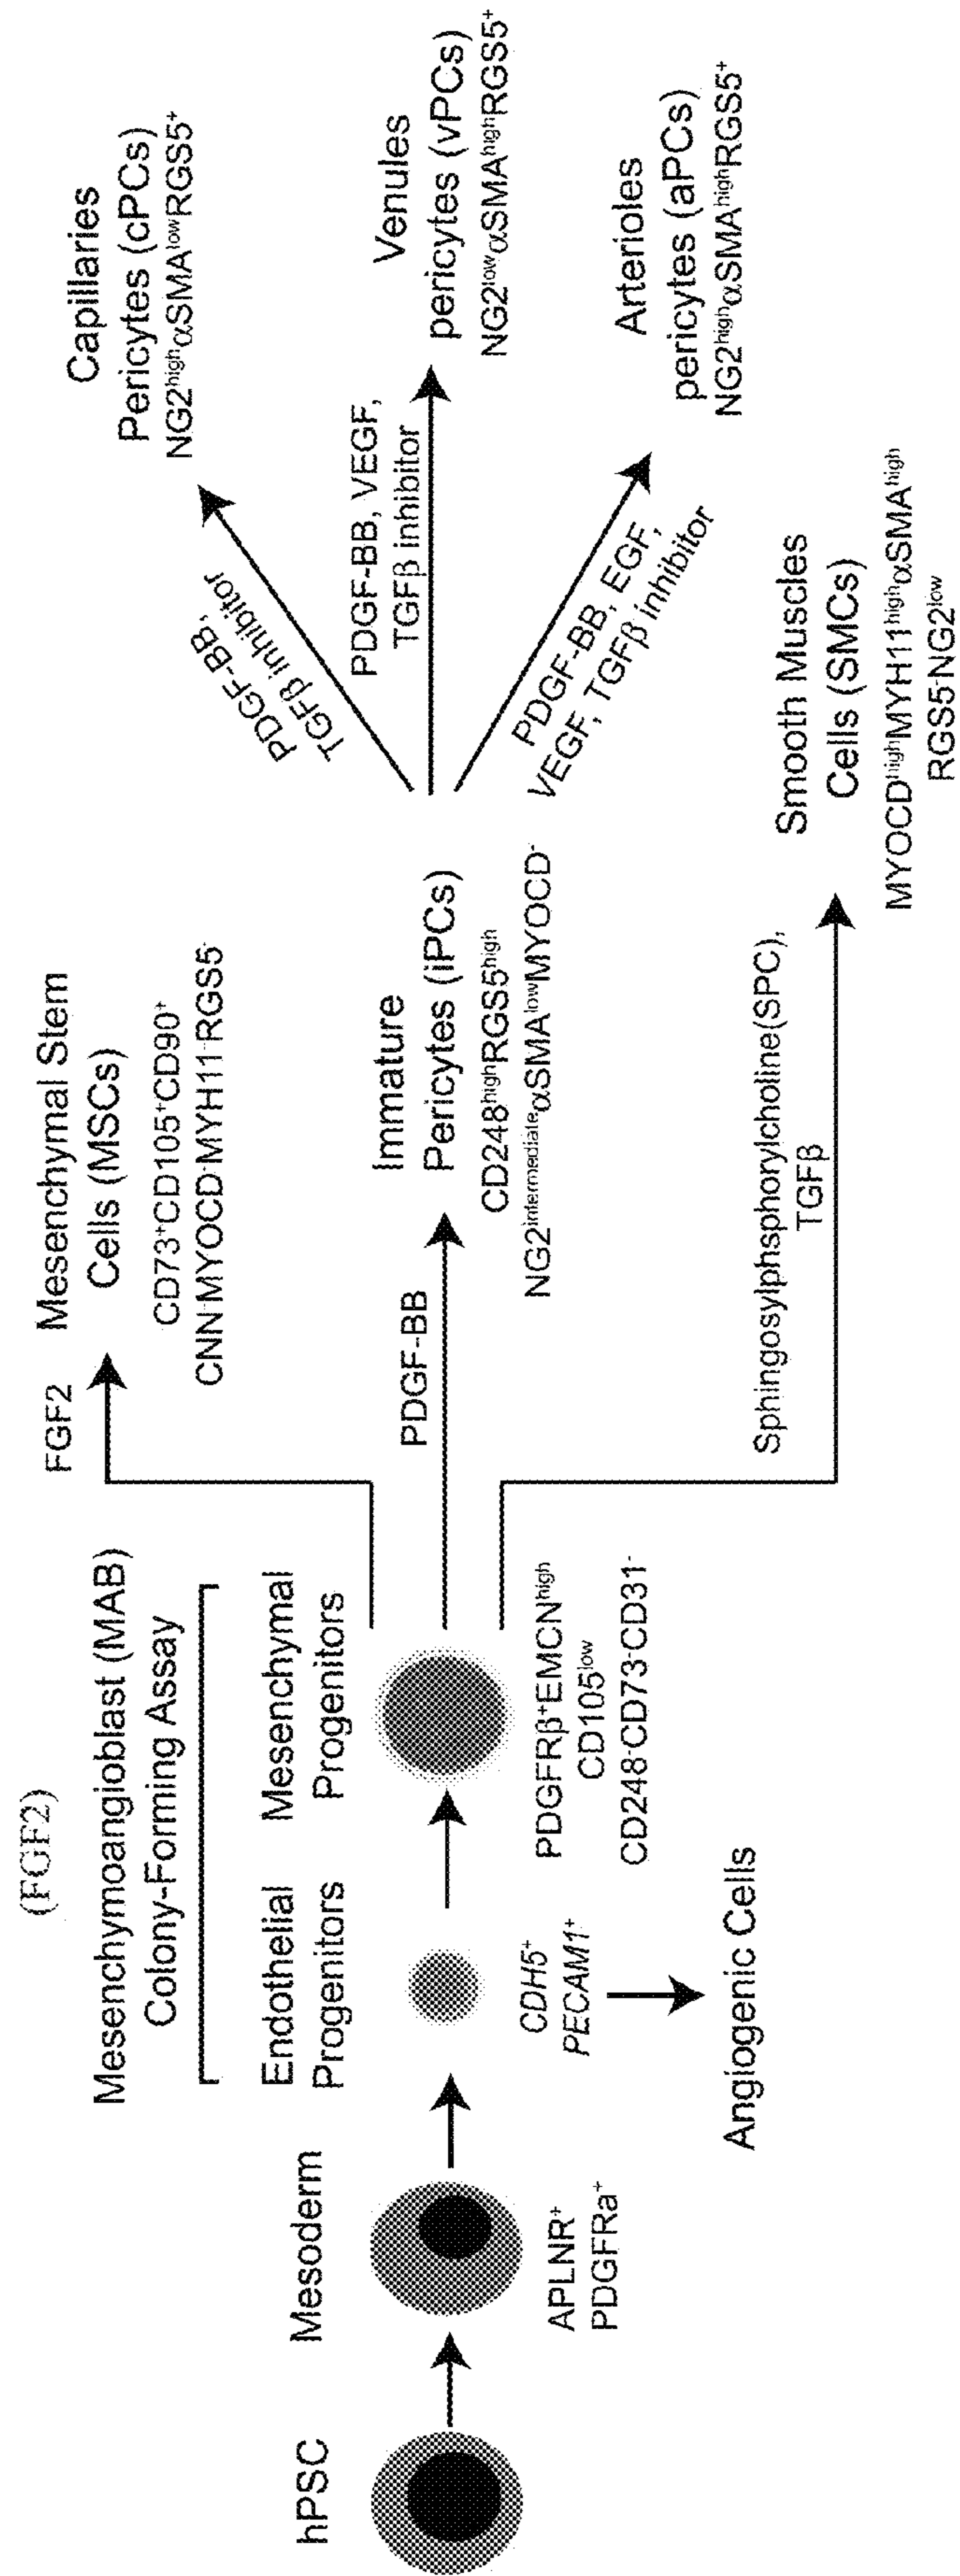 (FGF2)
Mesenchymoangioblast (MAB)
Colony-Forming Assay
hPSC
Mesoderm
APLNR⁺
PDGFRa⁺
Endothelial
Progenitors
CDH5⁺
PECAM1⁺
Angiogenic Cells
Mesenchymal
Progenitors
PDGFRβ⁺EMCNʰⁱᵍʰ
CD105ˡᵒʷ
CD248⁻CD73⁻CD31⁻
FGF2
Mesenchymal Stem
Cells (MSCs)
CD73⁺CD105⁺CD90⁺
CNN⁻MYOCD⁻MYH11⁻RGS5⁻
PDGF-BB
Immature
Pericytes (iPCs)
CD248ʰⁱᵍʰRGS5ʰⁱᵍʰ
NG2ⁱⁿᵗᵉʳᵐᵉᵈⁱᵃᵗᵉαSMAˡᵒʷMYOCD⁻
Sphingosylphsphorylcholine(SPC),
TGFβ
Smooth Muscles
Cells (SMCs)
MYOCDʰⁱᵍʰMYH11ʰⁱᵍʰαSMAʰⁱᵍʰ
RGS5⁻NG2ˡᵒʷ
PDGF-BB,
TGFβ inhibitor
Capillaries
Pericytes (cPCs)
NG2ʰⁱᵍʰαSMAˡᵒʷRGS5⁺
PDGF-BB, VEGF,
TGFβ inhibitor
Venules
pericytes (vPCs)
NG2ˡᵒʷαSMAʰⁱᵍʰRGS5⁺
PDGF-BB, EGF,
VEGF, TGFβ inhibitor
Arterioles
pericytes (aPCs)
NG2ʰⁱᵍʰαSMAʰⁱᵍʰRGS5⁺